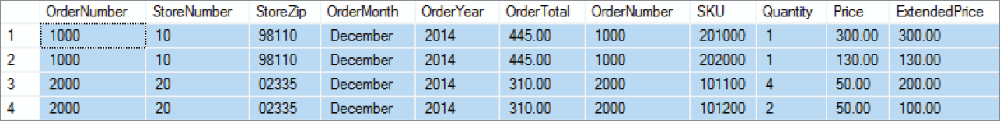 OrderNumber StoreNumber StoreZip OrderMonth OrderYear OrderTotal OrderNumber SKU Quantity Price ExtendedPrice
1 1000 10 98110 December 2014 445.00 1000 201000 1 300.00 300.00
2 1000 10 98110 December 2014 445.00 1000 202000 1 130.00 130.00
3 2000 20 02335 December 2014 310.00 2000 101100 4 50.00 200.00
4 2000 20 02335 December 2014 310.00 2000 101200 2 50.00 100.00